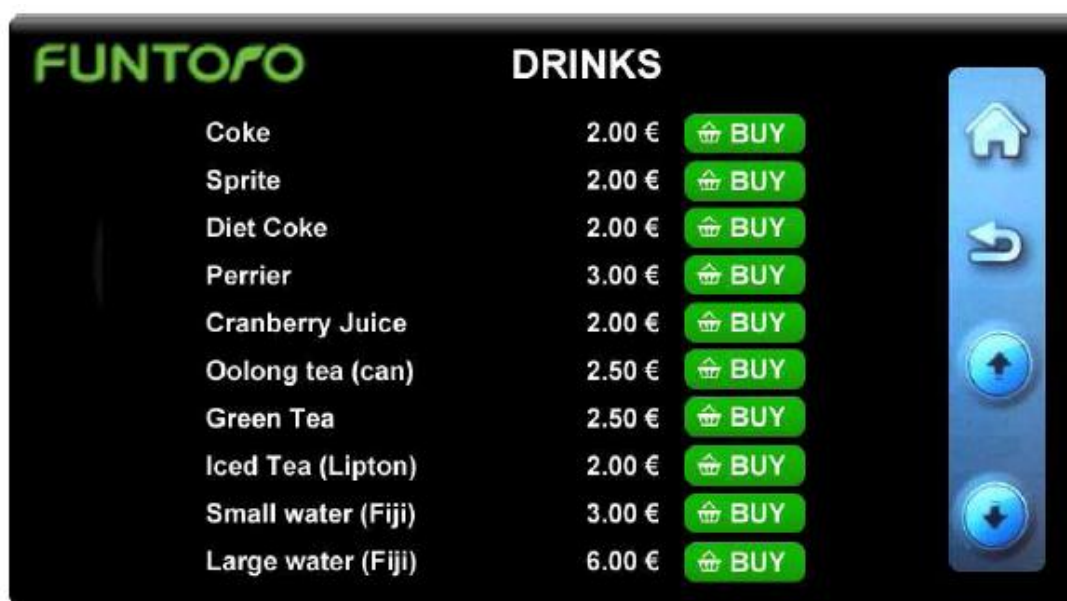 FUNTORO
DRINKS
Coke 2.00 € BUY
Sprite 2.00 € BUY
Diet Coke 2.00 € BUY
Perrier 3.00 € BUY
Cranberry Juice 2.00 € BUY
Oolong tea (can) 2.50 € BUY
Green Tea 2.50 € BUY
Iced Tea (Lipton) 2.00 € BUY
Small water (Fiji) 3.00 € BUY
Large water (Fiji) 6.00 € BUY